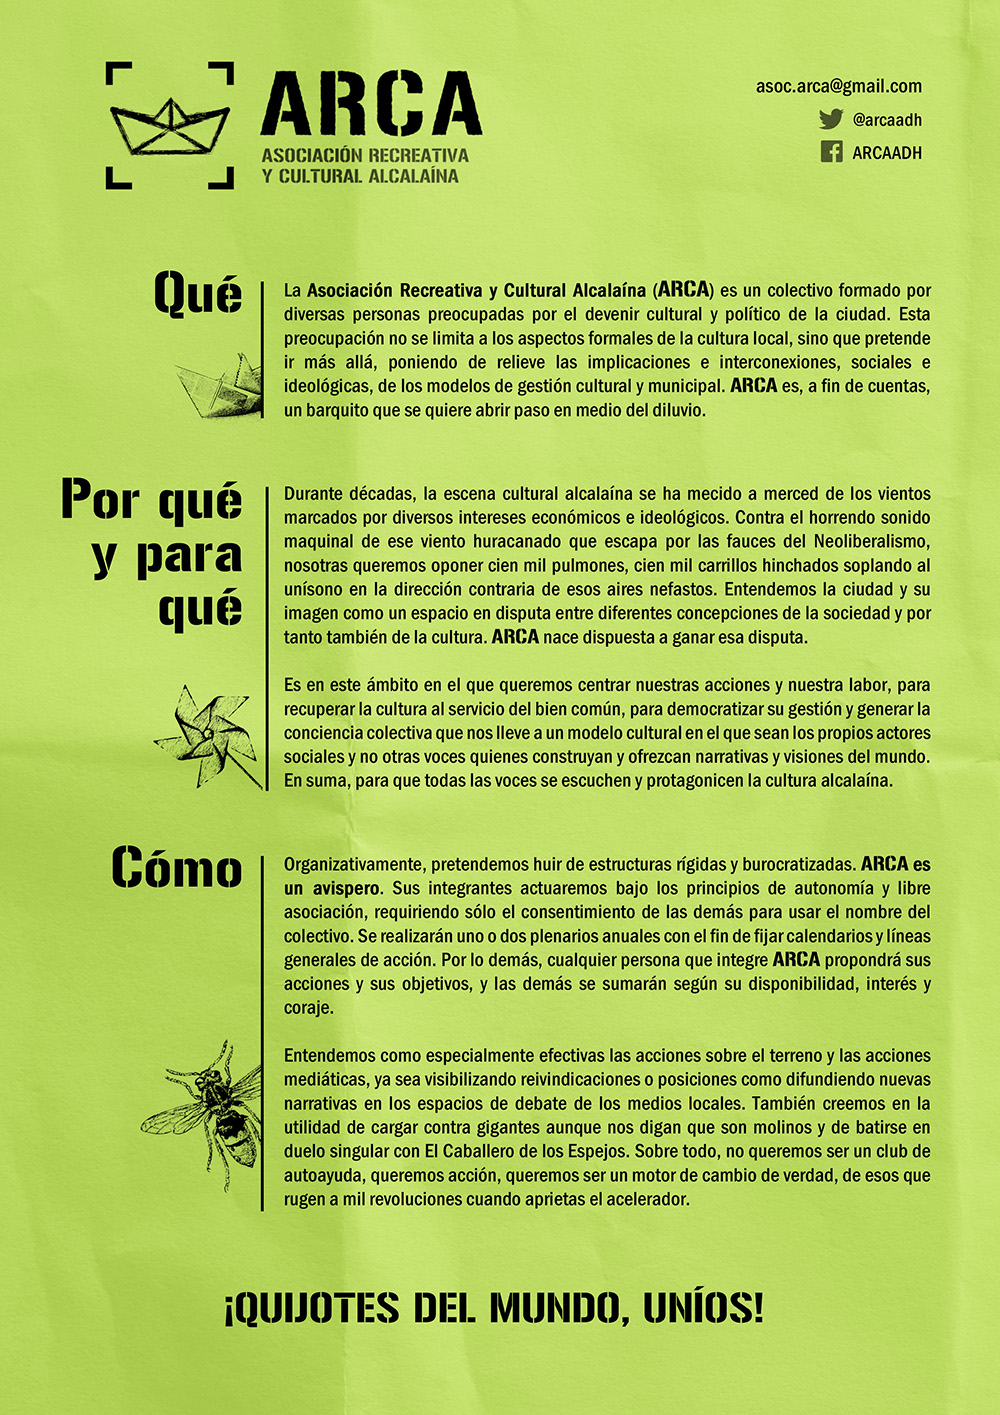 ARCA
ASOCIACIÓN RECREATIVA
Y CULTURAL ALCALAÍNA
asoc.arca@gmail.com
@arcaadh
ARCAADH
Qué
La Asociación Recreativa y Cultural Alcalaína (ARCA) es un colectivo formado por
diversas personas preocupadas por el devenir cultural y político de la ciudad. Esta
preocupación no se limita a los aspectos formales de la cultura local, sino que pretende
ir más allá, poniendo de relieve las implicaciones e interconexiones, sociales e
ideológicas, de los modelos de gestión cultural y municipal. ARCA es, a fin de cuentas,
un barquito que se quiere abrir paso en medio del diluvio.
Por qué
y para
qué
Durante décadas, la escena cultural alcalaína se ha mecido a merced de los vientos
marcados por diversos intereses económicos e ideológicos. Contra el horrendo sonido
maquinal de ese viento huracanado que escapa por las fauces del Neoliberalismo,
nosotras queremos oponer cien mil pulmones, cien mil carrillos hinchados soplando al
unísono en la dirección contraria de esos aires nefastos. Entendemos la ciudad y su
imagen como un espacio en disputa entre diferentes concepciones de la sociedad y por
tanto también de la cultura. ARCA nace dispuesta a ganar esa disputa.
Es en este ámbito en el que queremos centrar nuestras acciones y nuestra labor, para
recuperar la cultura al servicio del bien común, para democratizar su gestión y generar la
conciencia colectiva que nos lleve a un modelo cultural en el que sean los propios actores
sociales y no otras voces quienes construyan y ofrezcan narrativas y visiones del mundo.
En suma, para que todas las voces se escuchen y protagonicen la cultura alcalaína.
Cómo
Organizativamente, pretendemos huir de estructuras rígidas y burocratizadas. ARCA es
un avispero. Sus integrantes actuaremos bajo los principios de autonomía y libre
asociación, requiriendo sólo el consentimiento de las demás para usar el nombre del
colectivo. Se realizarán uno o dos plenarios anuales con el fin de fijar calendarios y líneas
generales de acción. Por lo demás, cualquier persona que integre ARCA propondrá sus
acciones y sus objetivos, y las demás se sumarán según su disponibilidad, interés y
coraje.
Entendemos como especialmente efectivas las acciones sobre el terreno y las acciones
mediáticas, ya sea visibilizando reivindicaciones o posiciones como difundiendo nuevas
narrativas en los espacios de debate de los medios locales. También creemos en la
utilidad de cargar contra gigantes aunque nos digan que son molinos y de batirse en
duelo singular con El Caballero de los Espejos. Sobre todo, no queremos ser un club de
autoayuda, queremos acción, queremos ser un motor de cambio de verdad, de esos que
rugen a mil revoluciones cuando aprietas el acelerador.
¡QUIJOTES DEL MUNDO, UNÍOS!